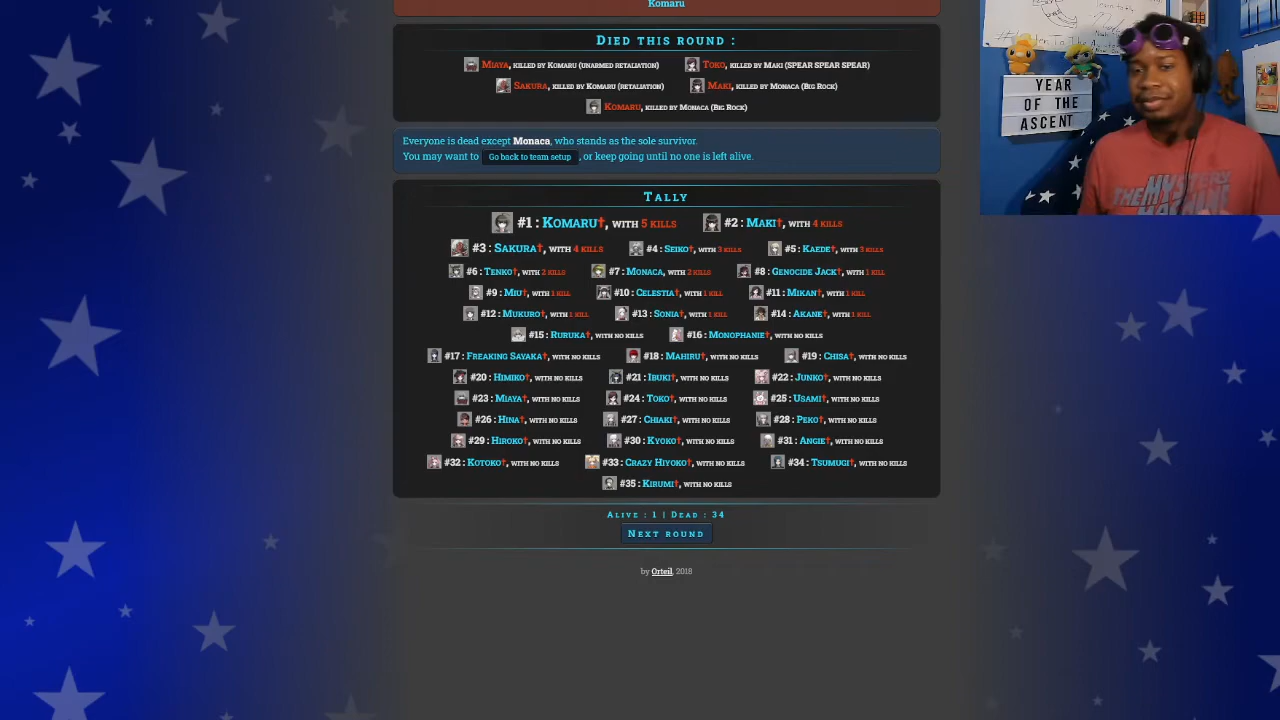 Komaru
Died this round :
Miaya, killed by Komaru (unarmed retaliation) Toko, killed by Maki (SPEAR SPEAR SPEAR)
Sakura, killed by Komaru (retaliation) Maki, killed by Monaca (Big Rock)
Komaru, killed by Monaca (Big Rock)
Everyone is dead except Monaca, who stands as the sole survivor.
You may want to Go back to team setup, or keep going until no one is left alive.
Tally
#1 : Komaru†, with 5 kills #2 : Maki†, with 4 kills
#3 : Sakura†, with 4 kills #4 : Seiko†, with 3 kills #5 : Kaede†, with 3 kills
#6 : Tenko†, with 2 kills #7 : Monaca, with 2 kills #8 : Genocide Jack†, with 1 kill
#9 : Miu†, with 1 kill #10 : Celestia†, with 1 kill #11 : Mikan†, with 1 kill
#12 : Mukuro†, with 1 kill #13 : Sonia†, with 1 kill #14 : Akane†, with 1 kill
#15 : Ruruka†, with no kills #16 : Monophanie†, with no kills
#17 : Freaking Sayaka†, with no kills #18 : Mahiru†, with no kills #19 : Chisa†, with no kills
#20 : Himiko†, with no kills #21 : Ibuki†, with no kills #22 : Junko†, with no kills
#23 : Miaya†, with no kills #24 : Toko†, with no kills #25 : Usami†, with no kills
#26 : Hina†, with no kills #27 : Chiaki†, with no kills #28 : Peko†, with no kills
#29 : Hiroko†, with no kills #30 : Kyoko†, with no kills #31 : Angie†, with no kills
#32 : Kotoko†, with no kills #33 : Crazy Hiyoko†, with no kills #34 : Tsumugi†, with no kills
#35 : Kirumi†, with no kills
Alive : 1 | Dead : 34
Next round
by Orteil, 2018
YEAR
OF THE
ASCENT
THE MYSTERY